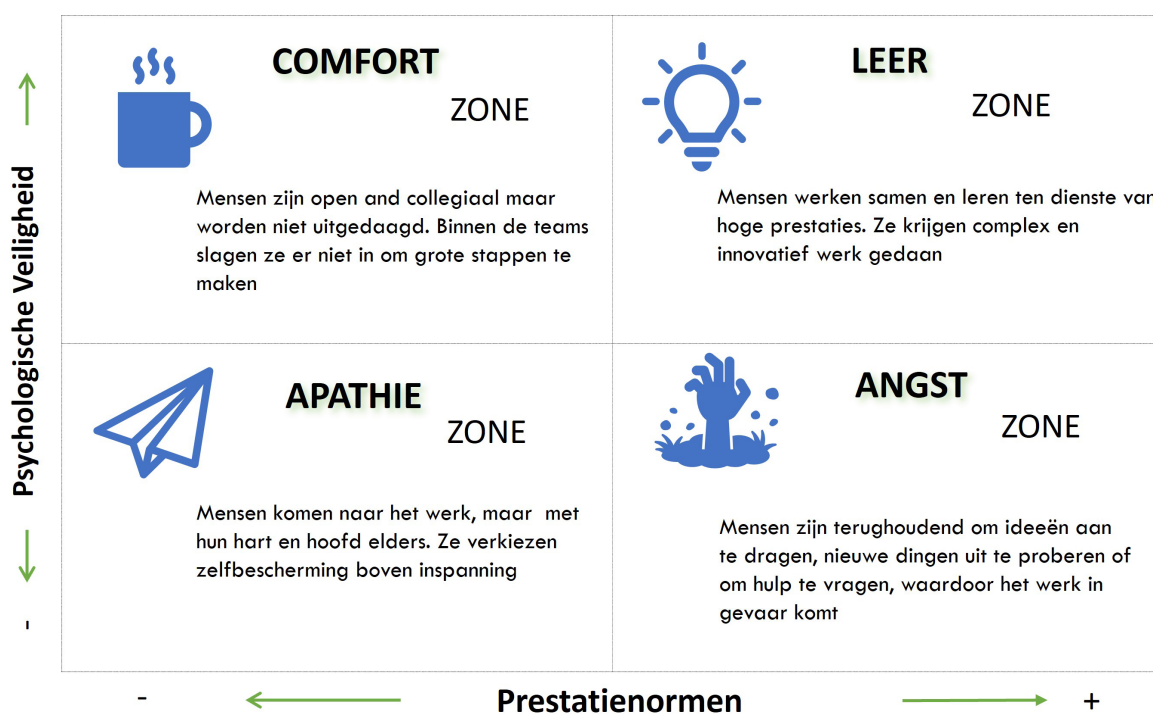 COMFORT
ZONE
Mensen zijn open and collegiaal maar
worden niet uitgedaagd. Binnen de teams
slagen ze er niet in om grote stappen te
maken
LEER
ZONE
Mensen werken samen en leren ten dienste van
hoge prestaties. Ze krijgen complex en
innovatief werk gedaan
APATHIE
ZONE
Mensen komen naar het werk, maar  met
hun hart en hoofd elders. Ze verkiezen
zelfbescherming boven inspanning
ANGST
ZONE
Mensen zijn terughoudend om ideeën aan
te dragen, nieuwe dingen uit te proberen of
om hulp te vragen, waardoor het werk in
gevaar komt
Psychologische Veiligheid
-
- Prestatienormen +